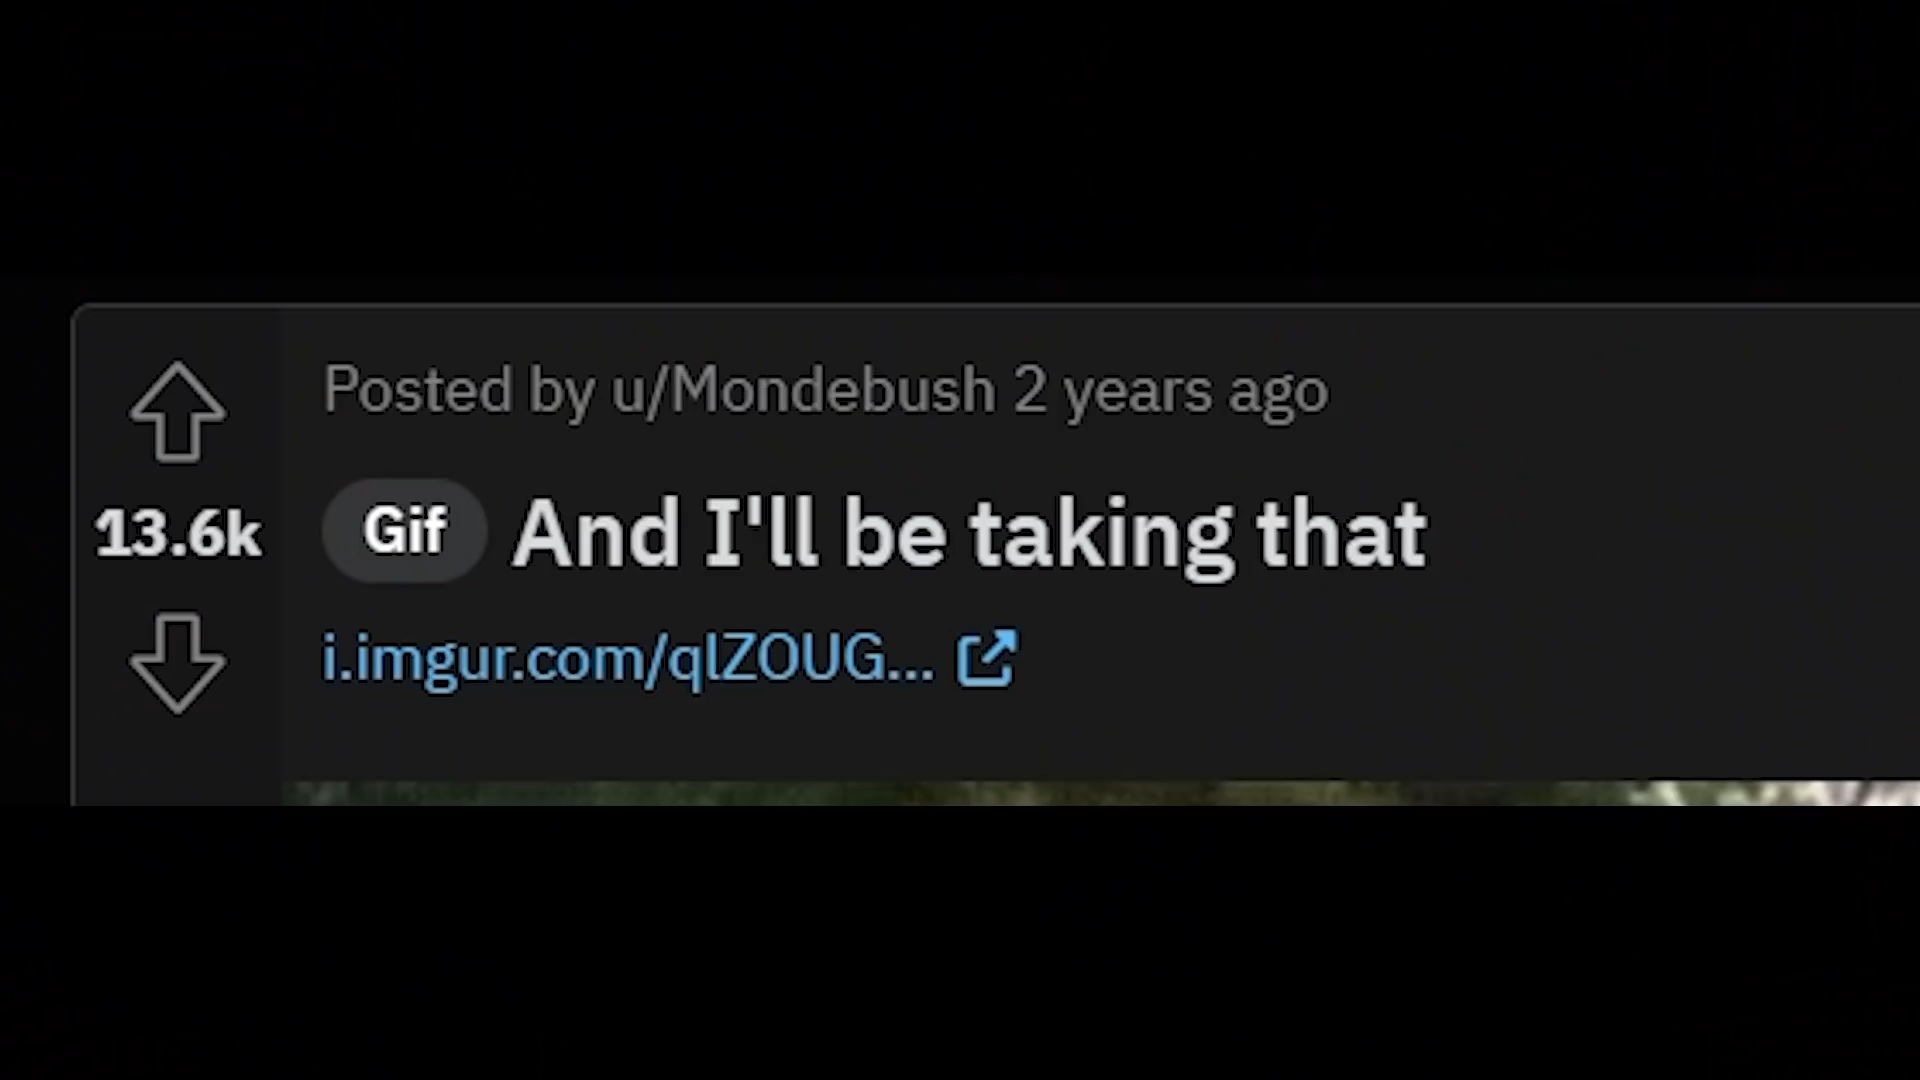 Posted by u/Mondebush 2 years ago
13.6k
Gif And I'll be taking that
i.imgur.com/qlZOUG...